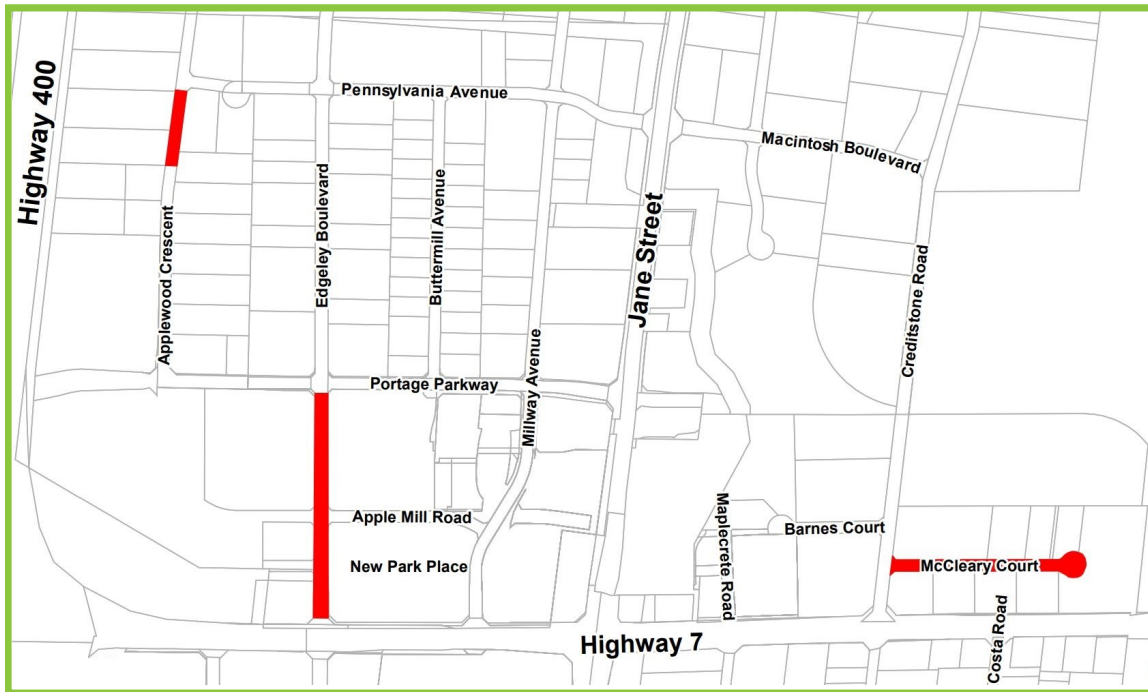 Highway 400
Pennsylvania Avenue
Macintosh Boulevard
Applewood Crescent
Edgeley Boulevard
Buttermill Avenue
Jane Street
Creditstone Road
Portage Parkway
Millway Avenue
Apple Mill Road
New Park Place
Maplecrete Road
Barnes Court
McCleary Court
Highway 7
Costa Road